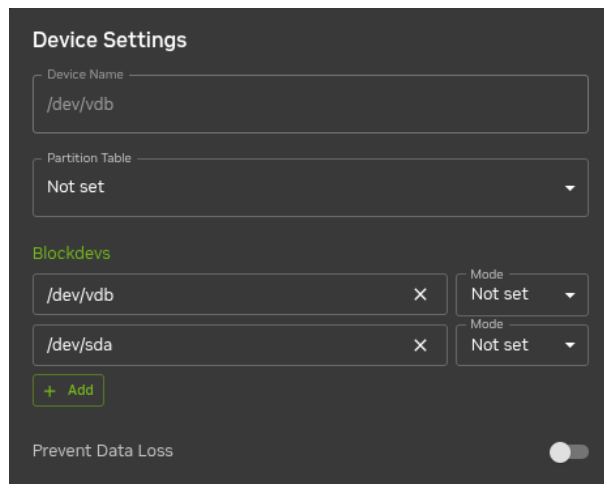 Device Settings
Device Name
/dev/vdb
Partition Table
Not set
Blockdevs
/dev/vdb
Mode
Not set
/dev/sda
Mode
Not set
+ Add
Prevent Data Loss